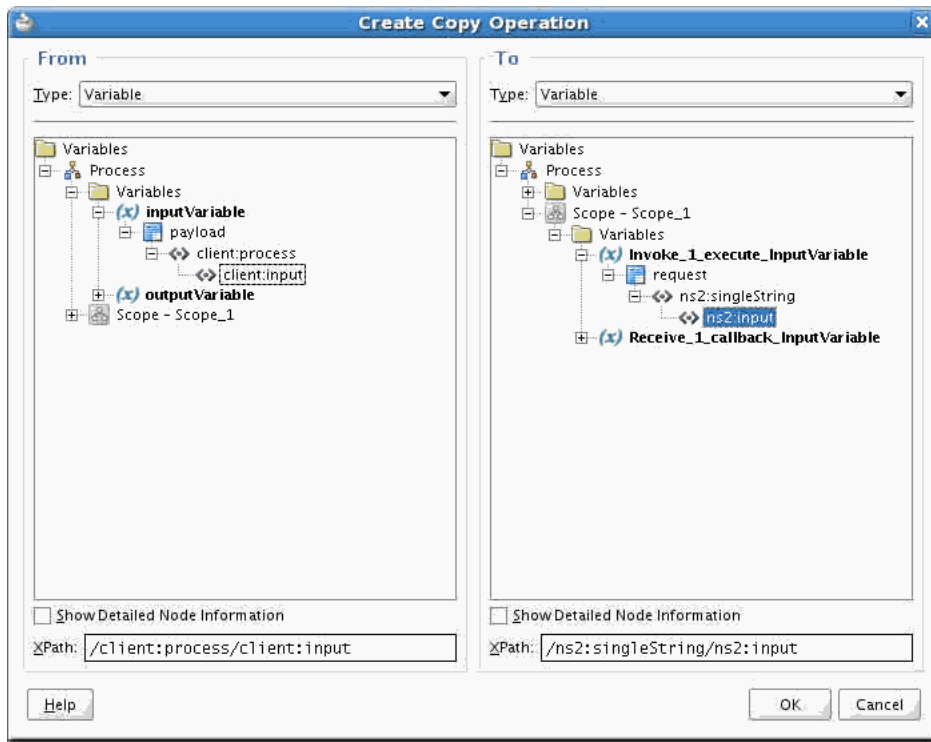 Create Copy Operation
From
Type: Variable
Variables
Process
Variables
(x) inputVariable
payload
client:process
client:input
(x) outputVariable
Scope - Scope_1
Show Detailed Node Information
XPath: /client:process/client:input
To
Type: Variable
Variables
Process
Variables
Scope - Scope_1
Variables
(x) Invoke_1_execute_InputVariable
request
ns2:singleString
ns2:input
(x) Receive_1_callback_InputVariable
Show Detailed Node Information
XPath: /ns2:singleString/ns2:input
Help
OK
Cancel